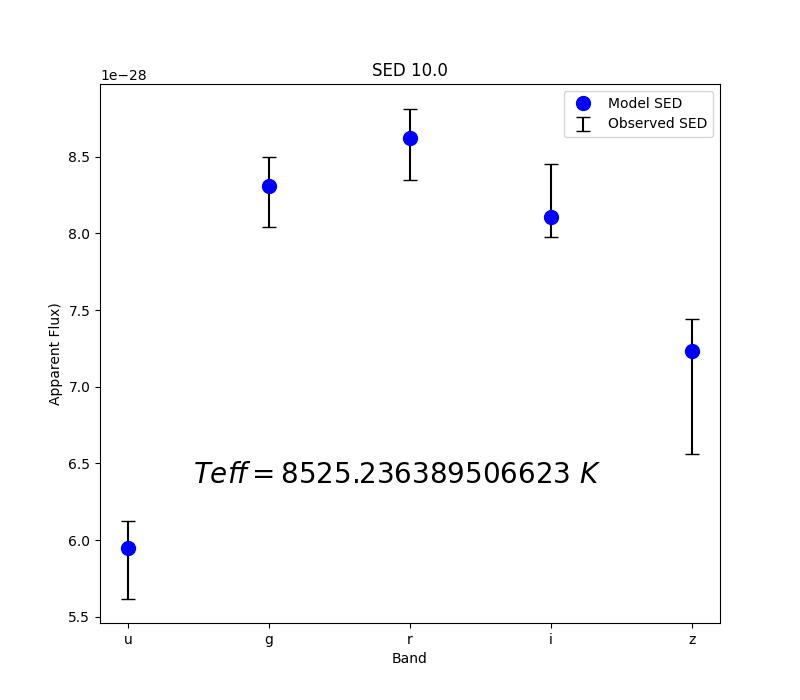 SED 10.0
1e−28
Model SED
Observed SED
8.5
8.0
7.5
7.0
6.5
6.0
5.5
Apparent Flux)
Teff = 8525.236389506623 K
u g r i z
Band